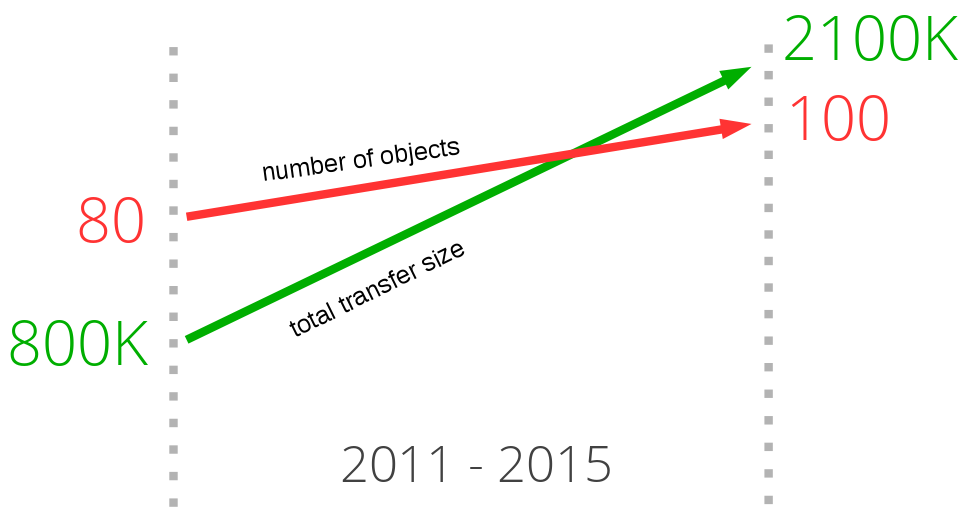 2100K
100
number of objects
80
total transfer size
800K
2011 - 2015